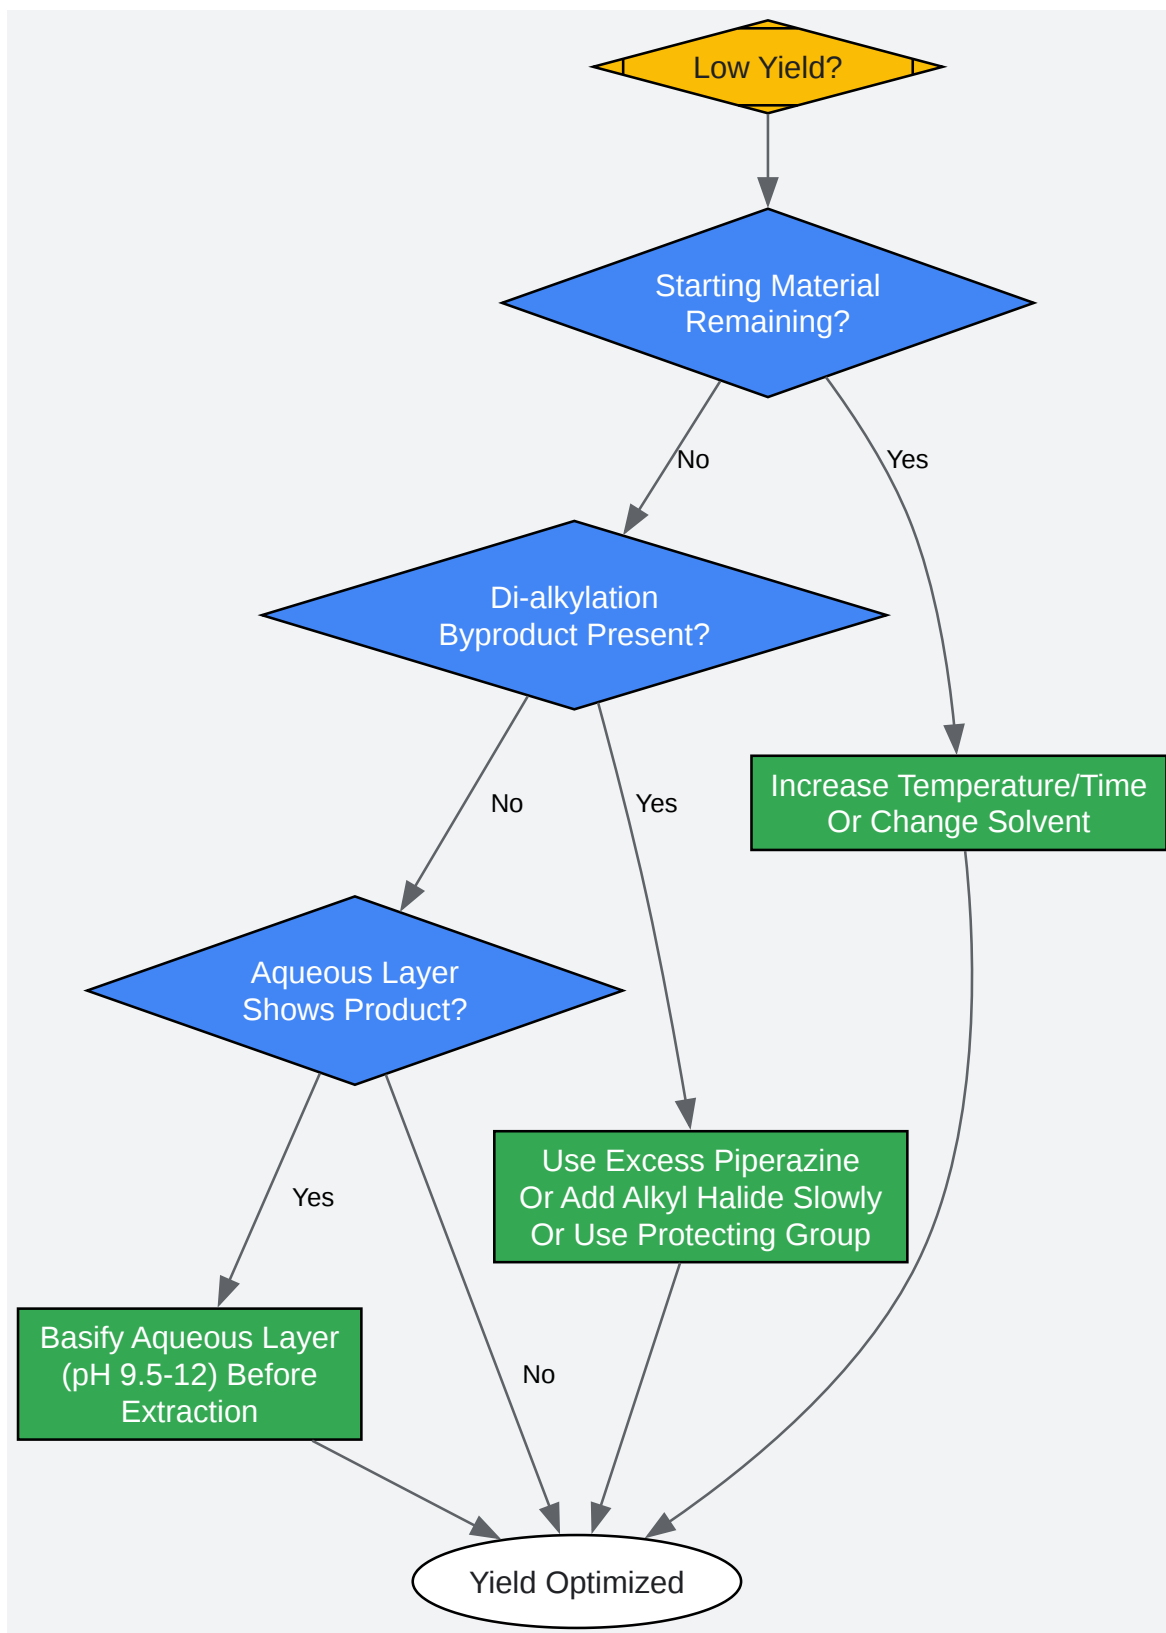 Low Yield?
Starting Material
Remaining?
No
Yes
Di-alkylation
Byproduct Present?
Increase Temperature/Time
Or Change Solvent
No
Yes
Aqueous Layer
Shows Product?
Use Excess Piperazine
Or Add Alkyl Halide Slowly
Or Use Protecting Group
Yes
No
Basify Aqueous Layer
(pH 9.5-12) Before
Extraction
Yield Optimized